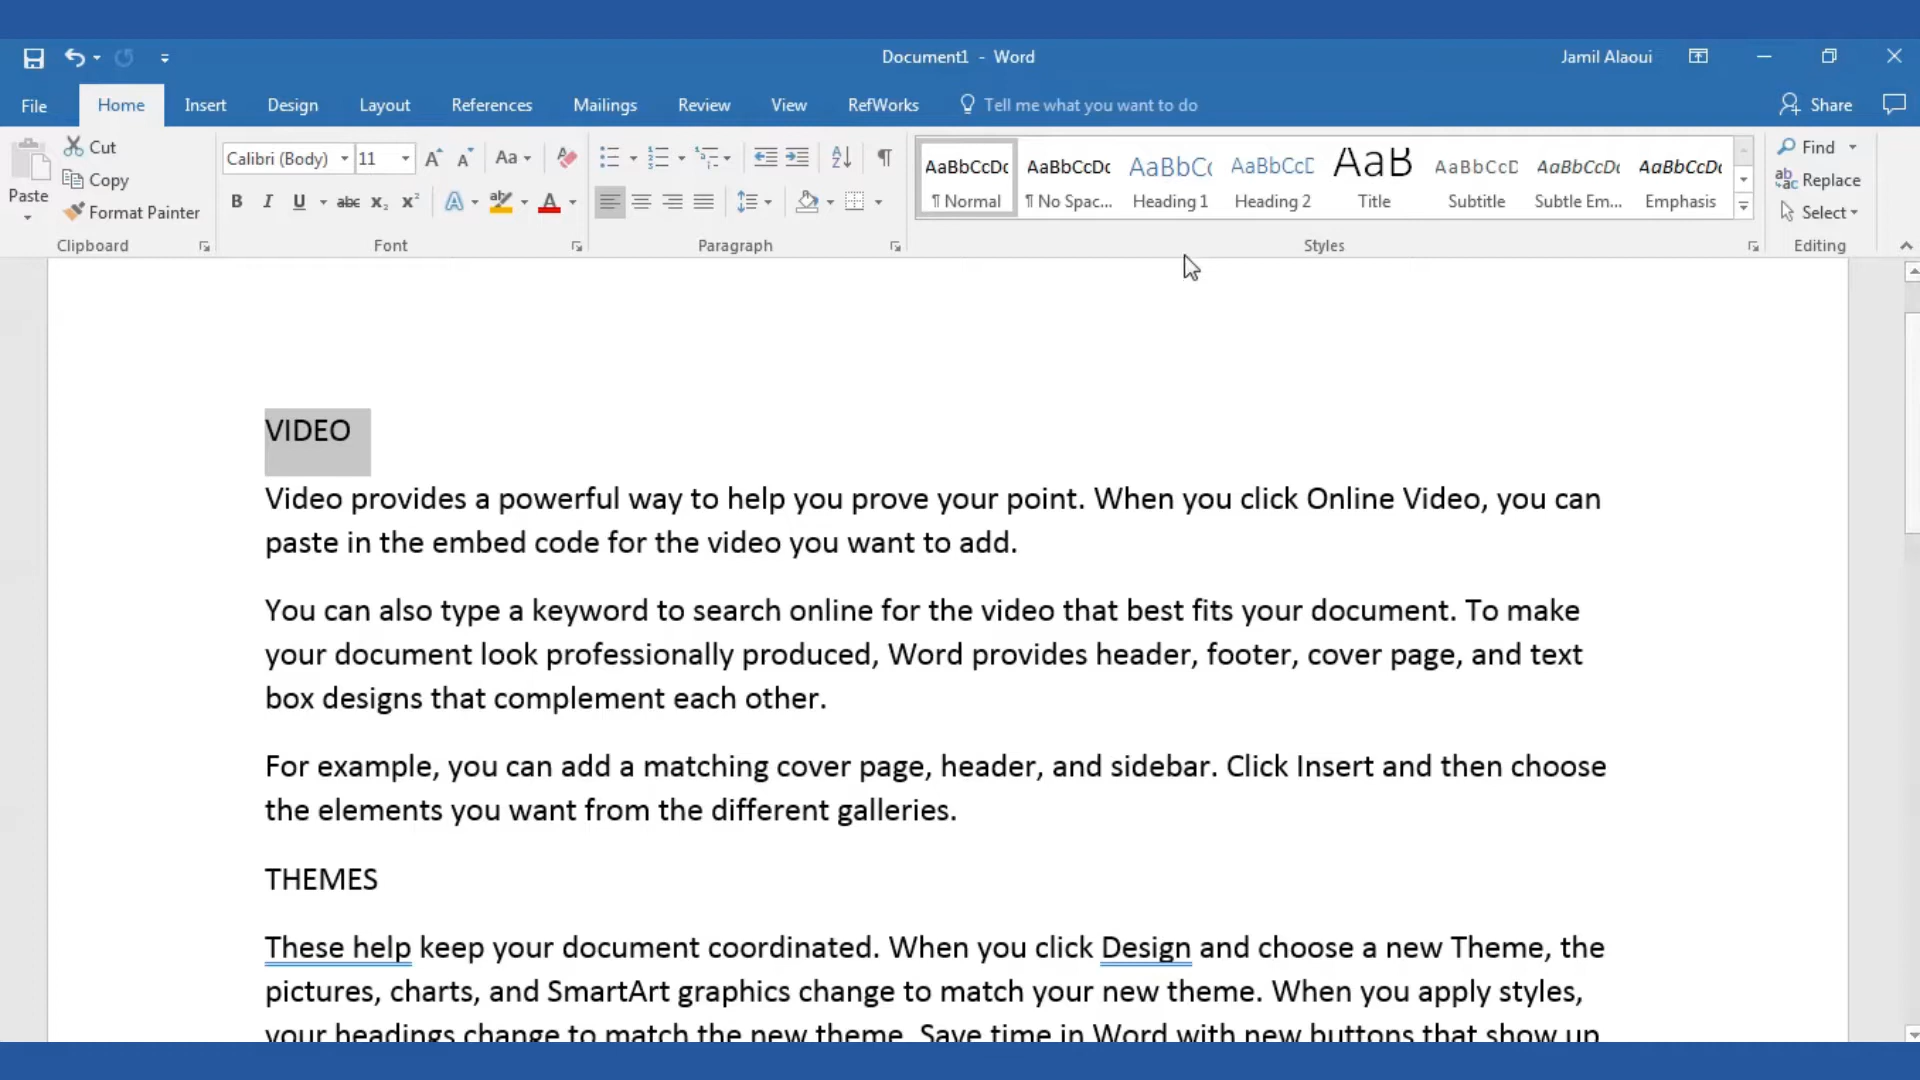 Document1 - Word
Jamil Alaoui
File Home Insert Design Layout References Mailings Review View RefWorks Tell me what you want to do Share
Paste
Cut
Copy
Format Painter
Clipboard
Calibri (Body) 11
Aa
B I U abc x₂ x² A aby A
Font
A Z ¶
Paragraph
AaBbCcDc AaBbCcDc AaBbC AaBbCcD AaB AaBbCcD AaBbCcDc AaBbCcDc
¶ Normal ¶ No Spac... Heading 1 Heading 2 Title Subtitle Subtle Em... Emphasis
Styles
Find
Replace
Select
Editing
VIDEO
Video provides a powerful way to help you prove your point. When you click Online Video, you can
paste in the embed code for the video you want to add.
You can also type a keyword to search online for the video that best fits your document. To make
your document look professionally produced, Word provides header, footer, cover page, and text
box designs that complement each other.
For example, you can add a matching cover page, header, and sidebar. Click Insert and then choose
the elements you want from the different galleries.
THEMES
These help keep your document coordinated. When you click Design and choose a new Theme, the
pictures, charts, and SmartArt graphics change to match your new theme. When you apply styles,
your headings change to match the new theme. Save time in Word with new buttons that show up